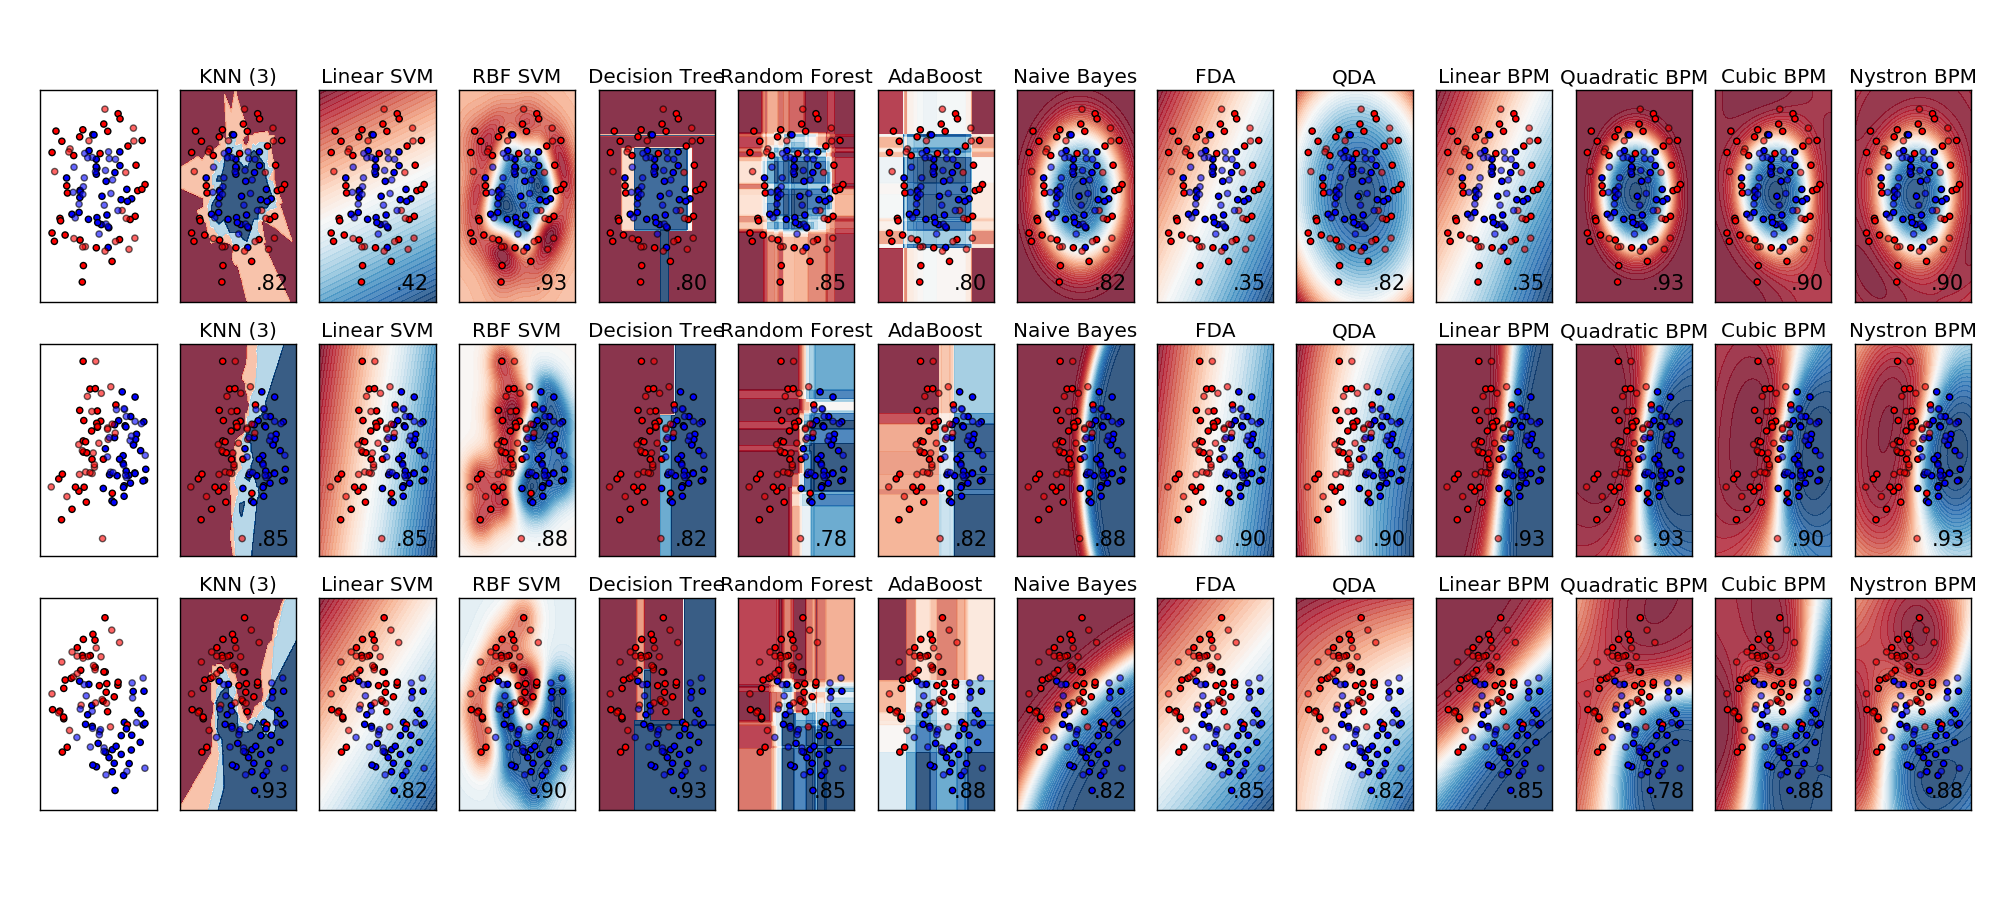 KNN (3) Linear SVM RBF SVM Decision Tree Random Forest AdaBoost Naive Bayes FDA QDA Linear BPM Quadratic BPM Cubic BPM Nystron BPM
.82 .42 .93 .80 .85 .80 .82 .35 .82 .35 .93 .90 .90
KNN (3) Linear SVM RBF SVM Decision Tree Random Forest AdaBoost Naive Bayes FDA QDA Linear BPM Quadratic BPM Cubic BPM Nystron BPM
.85 .85 .88 .82 .78 .82 .88 .90 .90 .93 .93 .90 .93
KNN (3) Linear SVM RBF SVM Decision Tree Random Forest AdaBoost Naive Bayes FDA QDA Linear BPM Quadratic BPM Cubic BPM Nystron BPM
.93 .82 .90 .93 .85 .88 .82 .85 .82 .85 .78 .88 .88